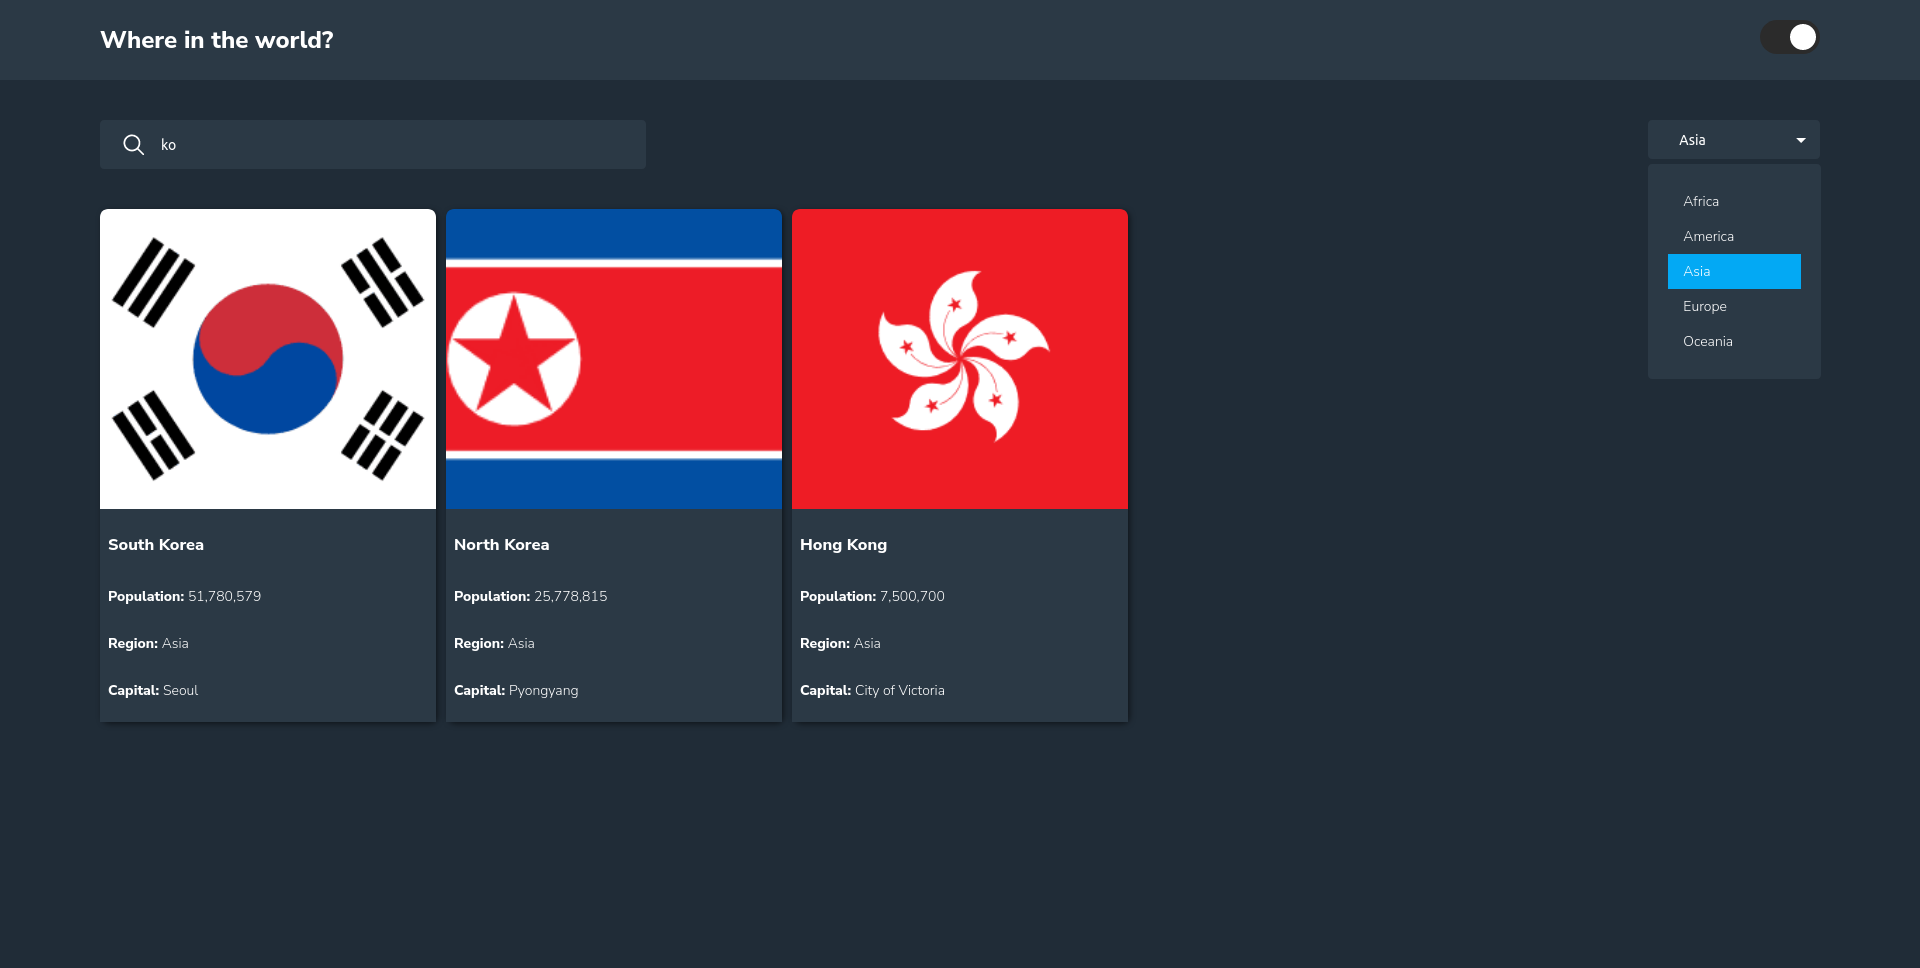 Where in the world?
ko
Asia
Africa
America
Asia
Europe
Oceania
South Korea
Population: 51,780,579
Region: Asia
Capital: Seoul
North Korea
Population: 25,778,815
Region: Asia
Capital: Pyongyang
Hong Kong
Population: 7,500,700
Region: Asia
Capital: City of Victoria